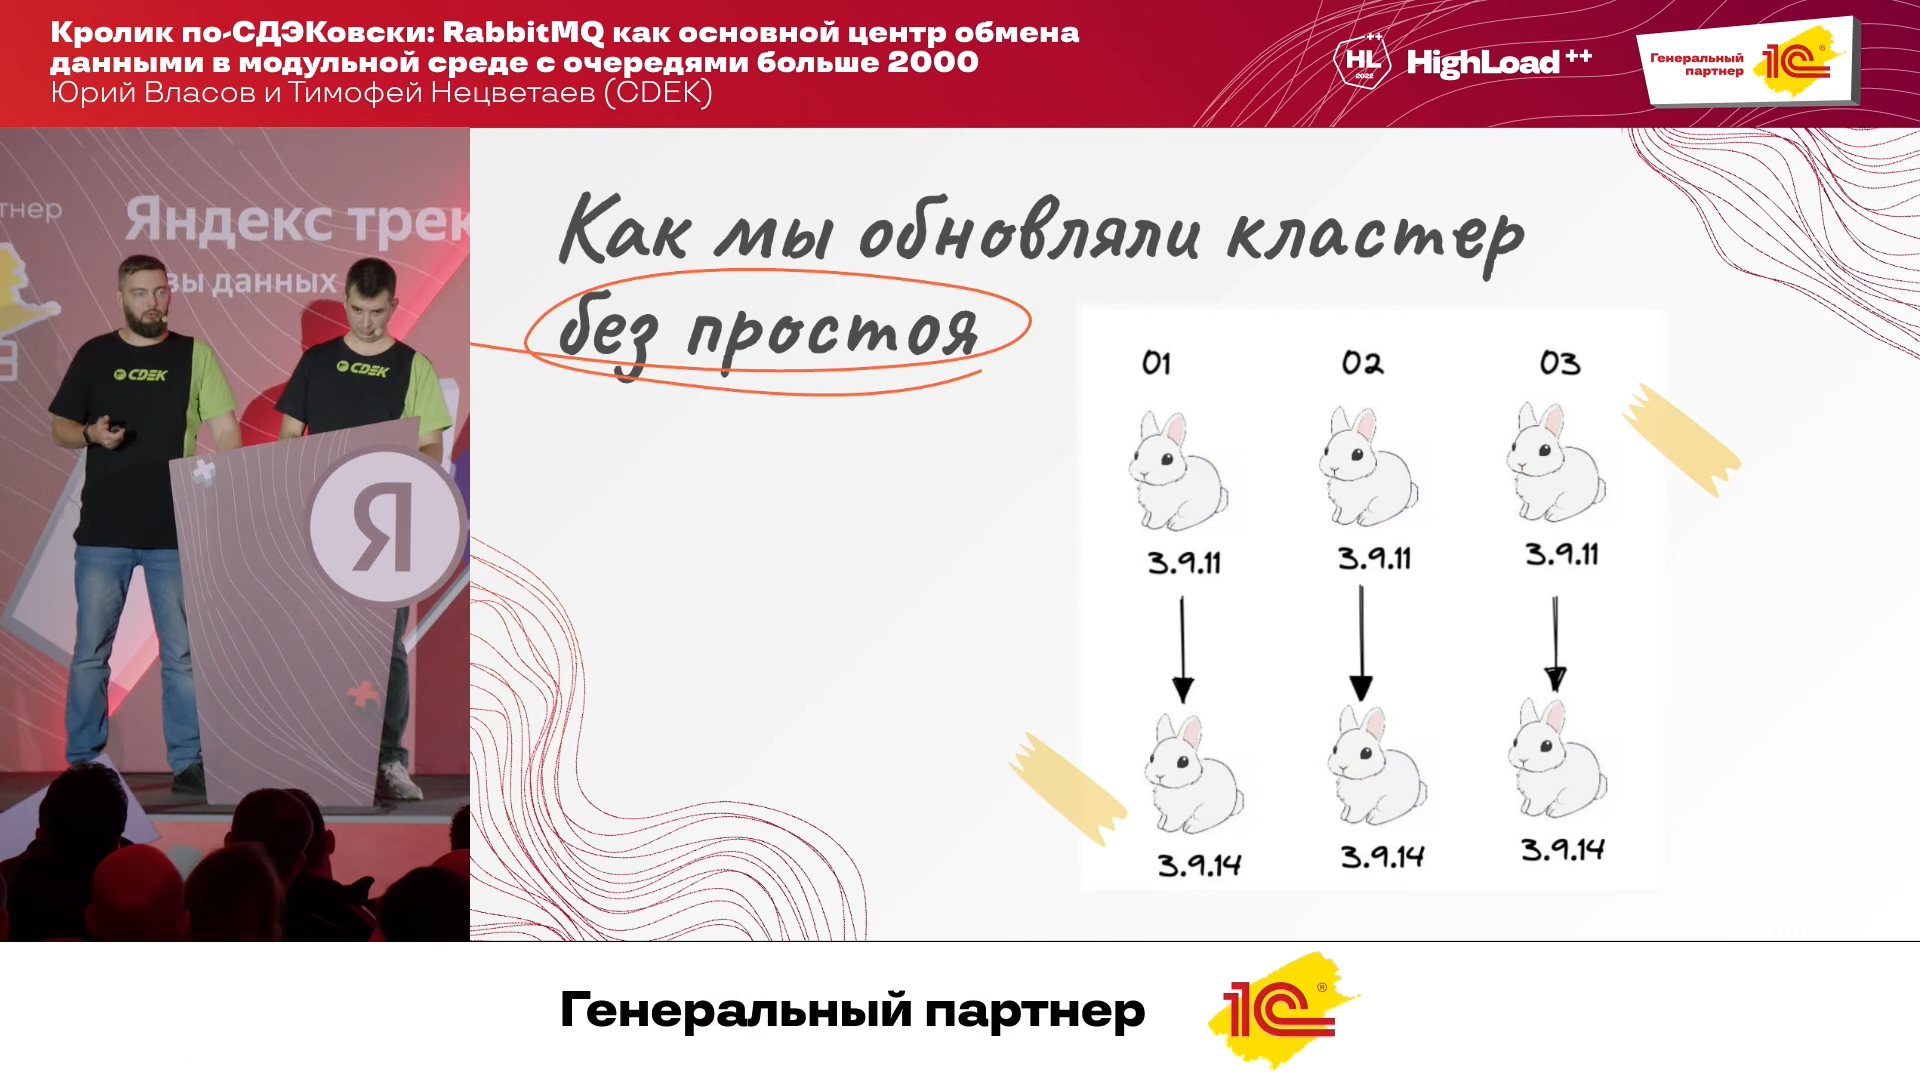 Кролик по-СДЭКовски: RabbitMQ как основной центр обмена
данными в модульной среде с очередями больше 2000
Юрий Власов и Тимофей Нецветаев (CDEK)
HL++
2022
HighLoad++
Генеральный
партнер
1С®
тнер
Яндекс трек
зы данных
CDEK
CDEK
Я
Как мы обновляли кластер
без простоя
01 02 03
3.9.11 3.9.11 3.9.11
3.9.14 3.9.14 3.9.14
Генеральный партнер
1С®